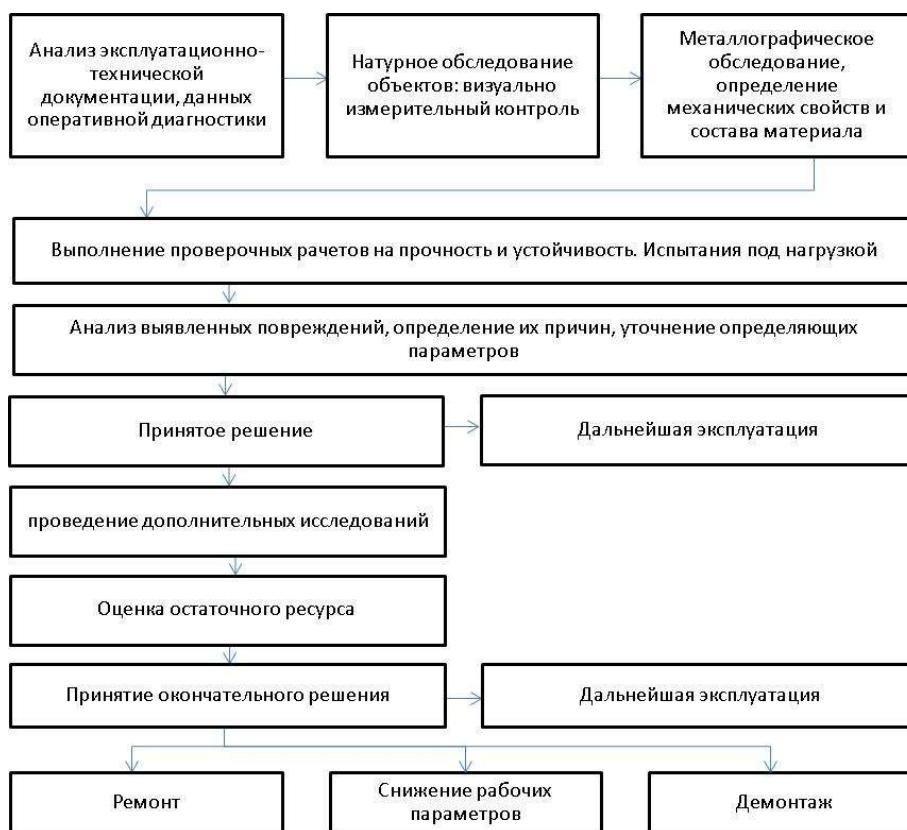 Анализ эксплуатационно-
технической
документации, данных
оперативной диагностики
Натурное обследование
объектов: визуально
измерительный контроль
Металлографическое
обследование,
определение
механических свойств и
состава материала
Выполнение проверочных рачетов на прочность и устойчивость. Испытания под нагрузкой
Анализ выявленных повреждений, определение их причин, уточнение определяющих
параметров
Принятое решение
Дальнейшая эксплуатация
проведение дополнительных исследований
Оценка остаточного ресурса
Принятие окончательного решения
Дальнейшая эксплуатация
Ремонт
Снижение рабочих
параметров
Демонтаж